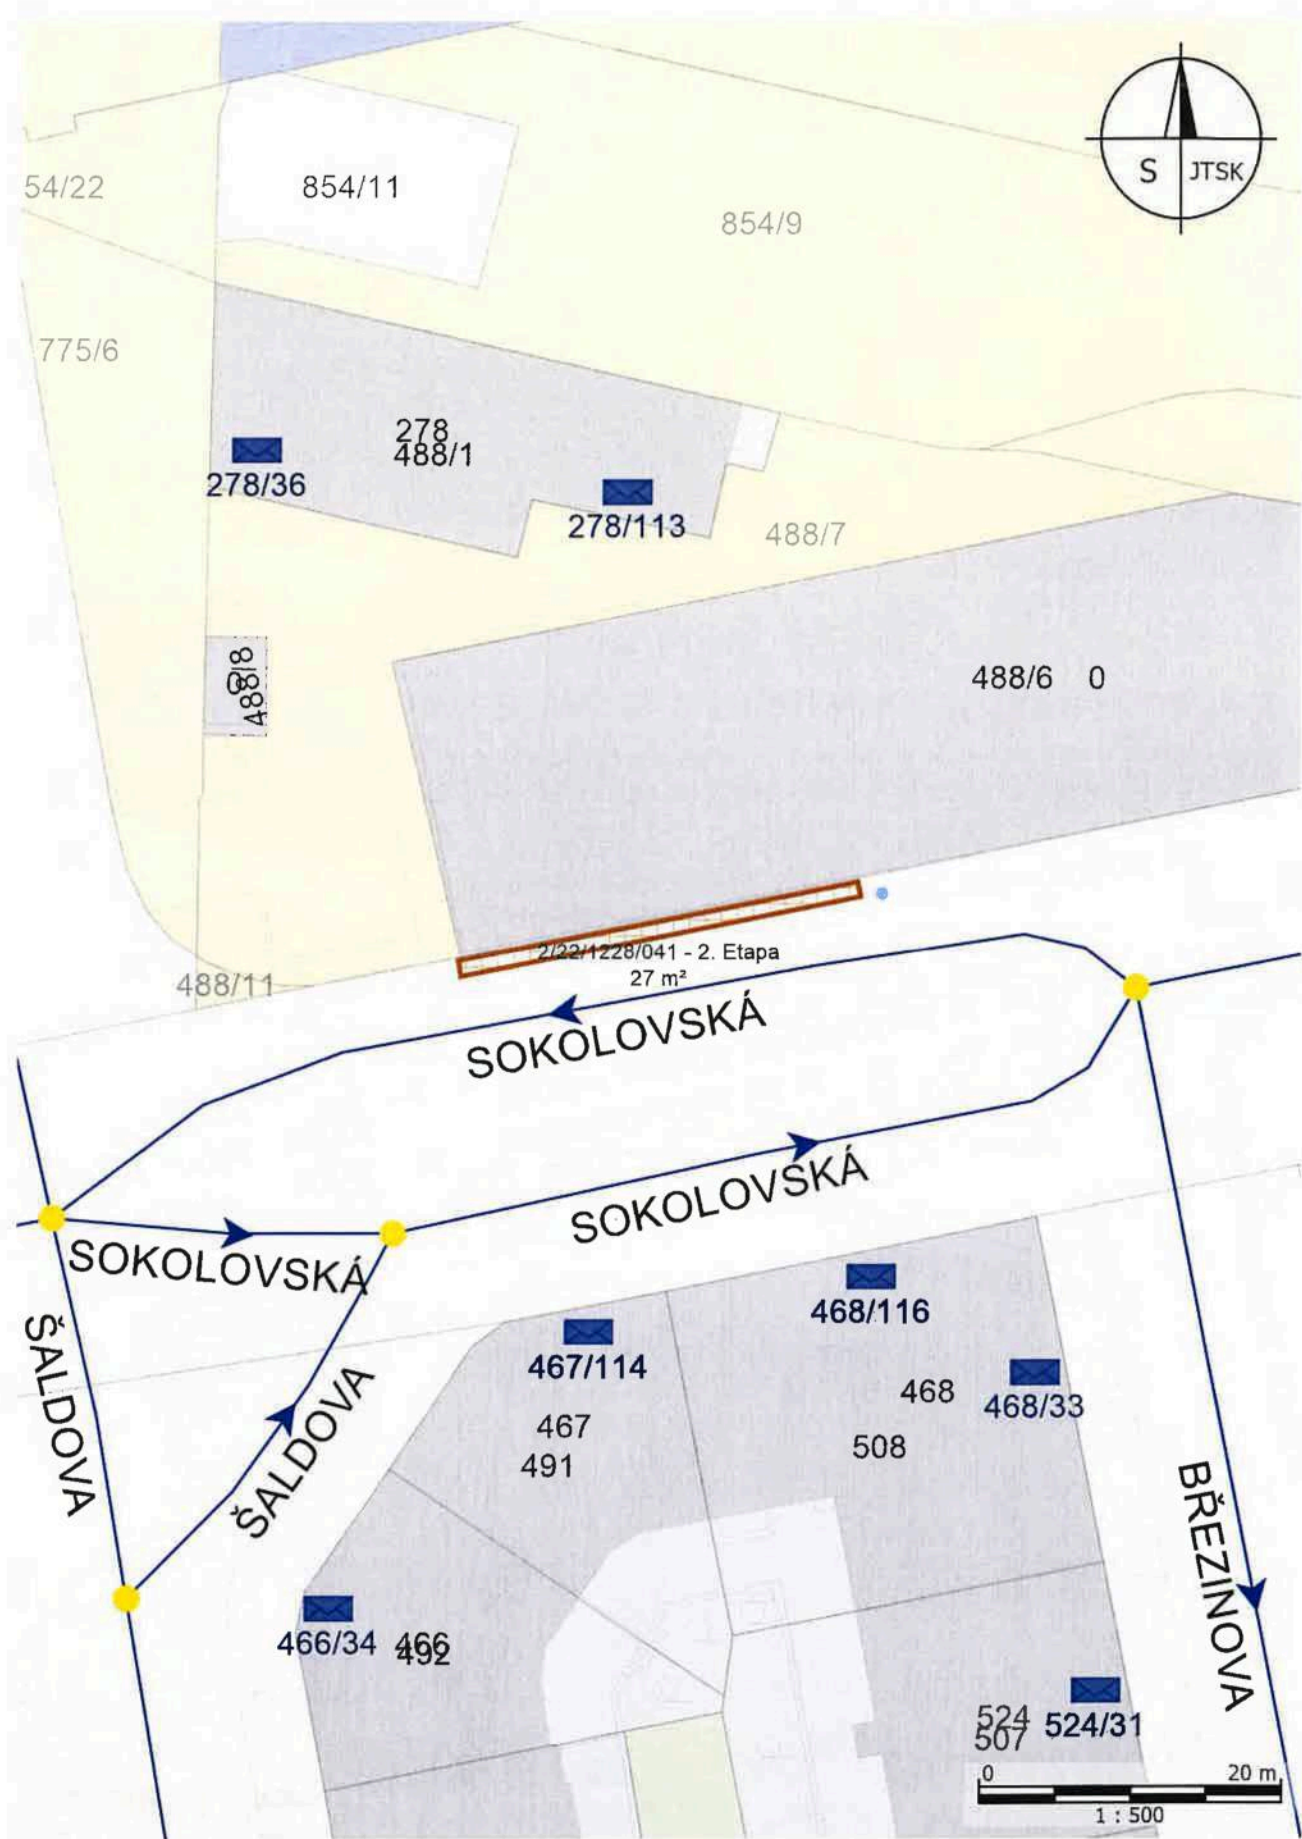 54/22
854/11
854/9
S JTSK
775/6
278
488/1
278/36
278/113
488/7
488/8
488/6 0
2/22/1228/041 - 2. Etapa
27 m²
488/11
SOKOLOVSKÁ
SOKOLOVSKÁ
SOKOLOVSKÁ
ŠALDOVA
ŠALDOVA
468/116
467/114
468
468/33
467
508
491
BŘEZINOVA
466/34
466
492
524
507
524/31
0 20 m
1 : 500